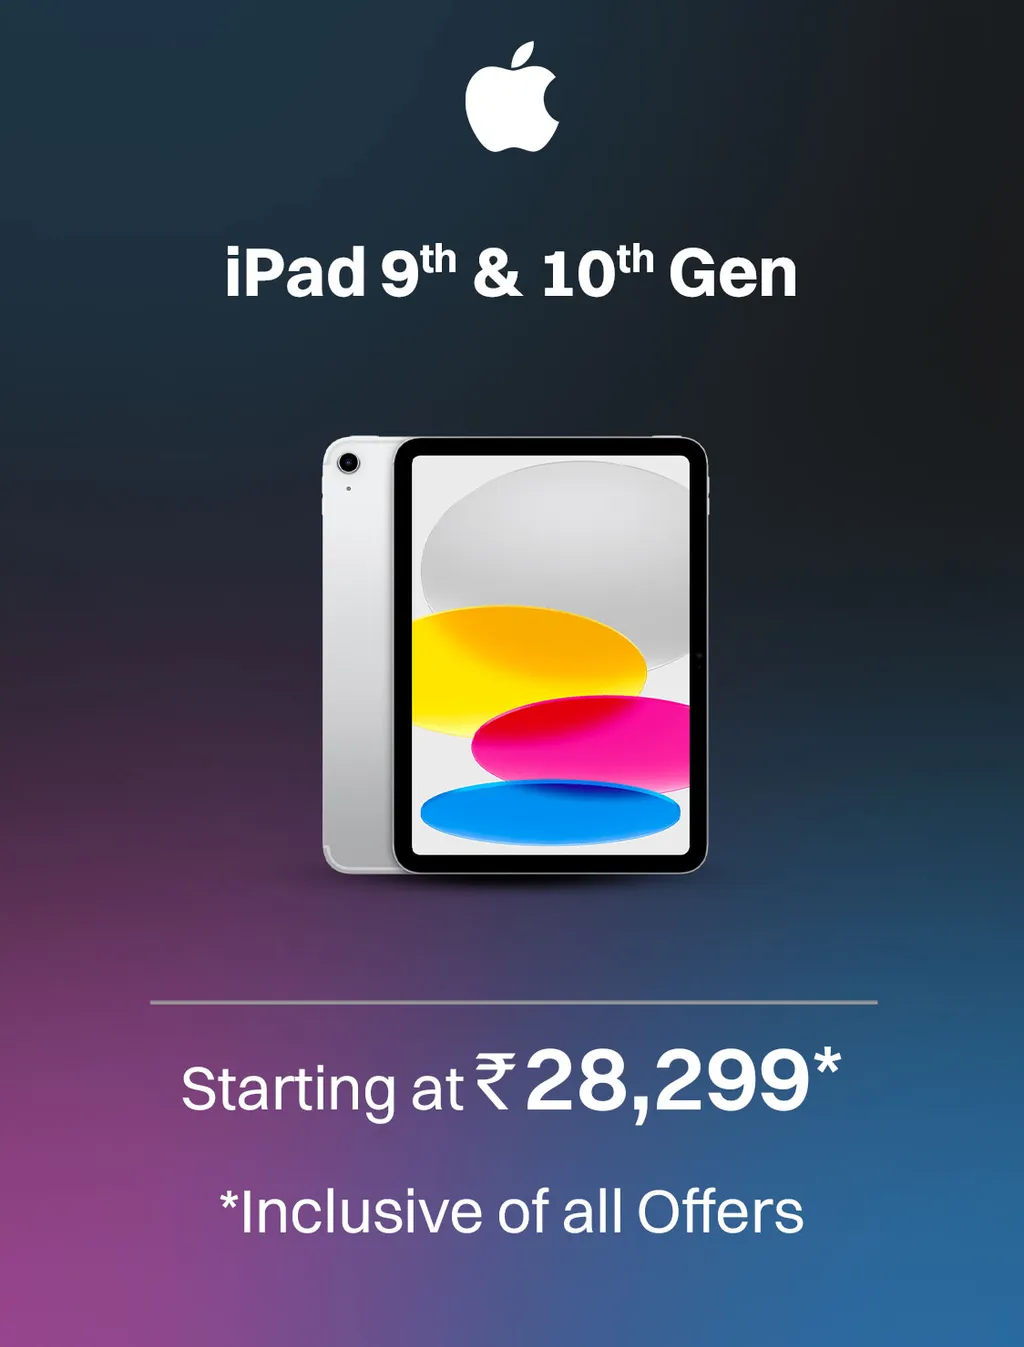 iPad 9th & 10th Gen
Starting at ₹28,299*
*Inclusive of all Offers